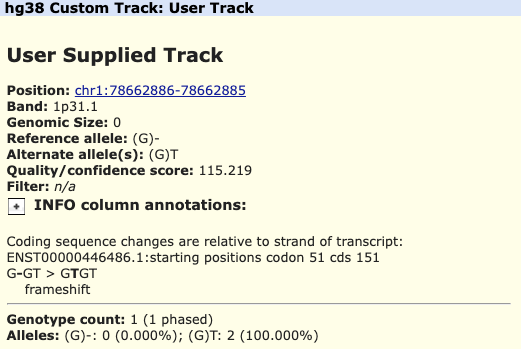 hg38 Custom Track: User Track
User Supplied Track
Position: chr1:78662886-78662885
Band: 1p31.1
Genomic Size: 0
Reference allele: (G)-
Alternate allele(s): (G)T
Quality/confidence score: 115.219
Filter: n/a
+ INFO column annotations:
Coding sequence changes are relative to strand of transcript:
ENST00000446486.1:starting positions codon 51 cds 151
G-GT > GTGT
frameshift
Genotype count: 1 (1 phased)
Alleles: (G)-: 0 (0.000%); (G)T: 2 (100.000%)